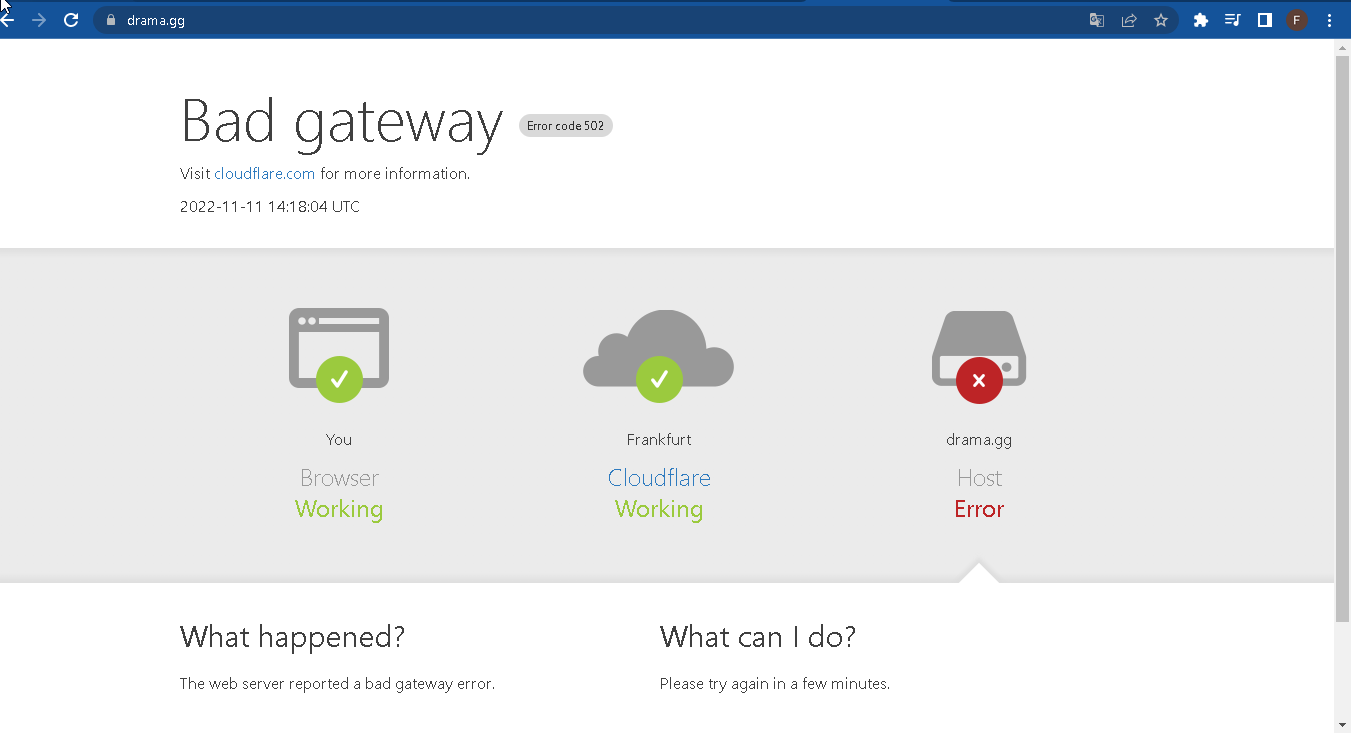 drama.gg
F
Bad gateway Error code 502
Visit cloudflare.com for more information.
2022-11-11 14:18:04 UTC
You
Browser
Working
Frankfurt
Cloudflare
Working
drama.gg
Host
Error
What happened?
The web server reported a bad gateway error.
What can I do?
Please try again in a few minutes.